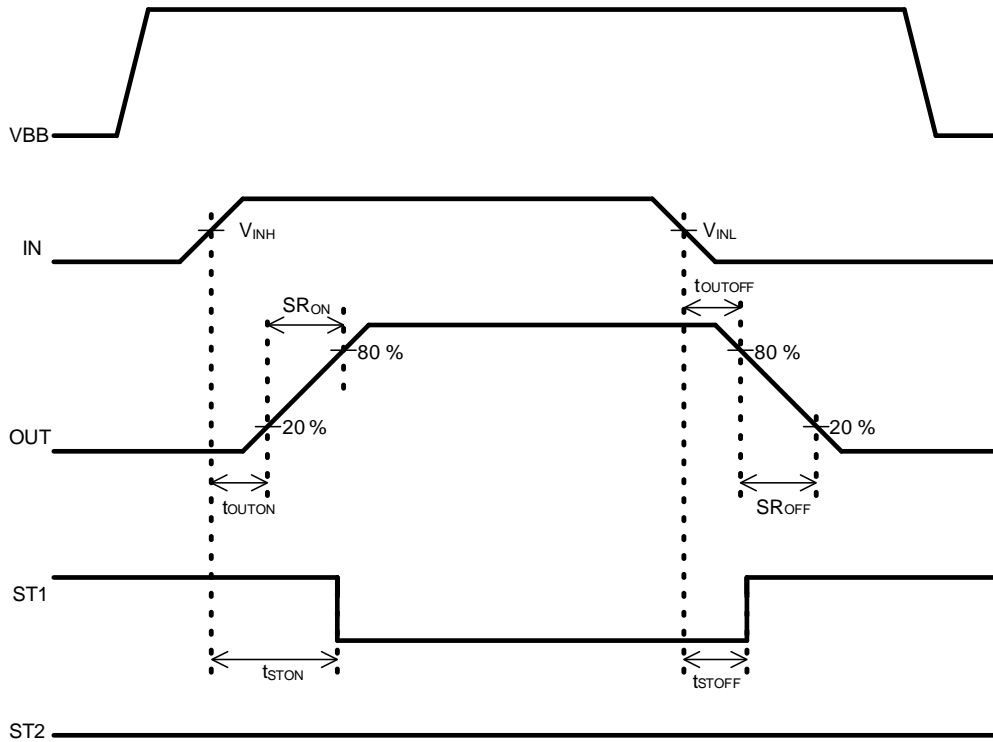 VBB
VINH
VINL
IN
tOUTOFF
SRON
80 %
80 %
20 %
20 %
OUT
tOUTON
SROFF
ST1
tSTON
tSTOFF
ST2